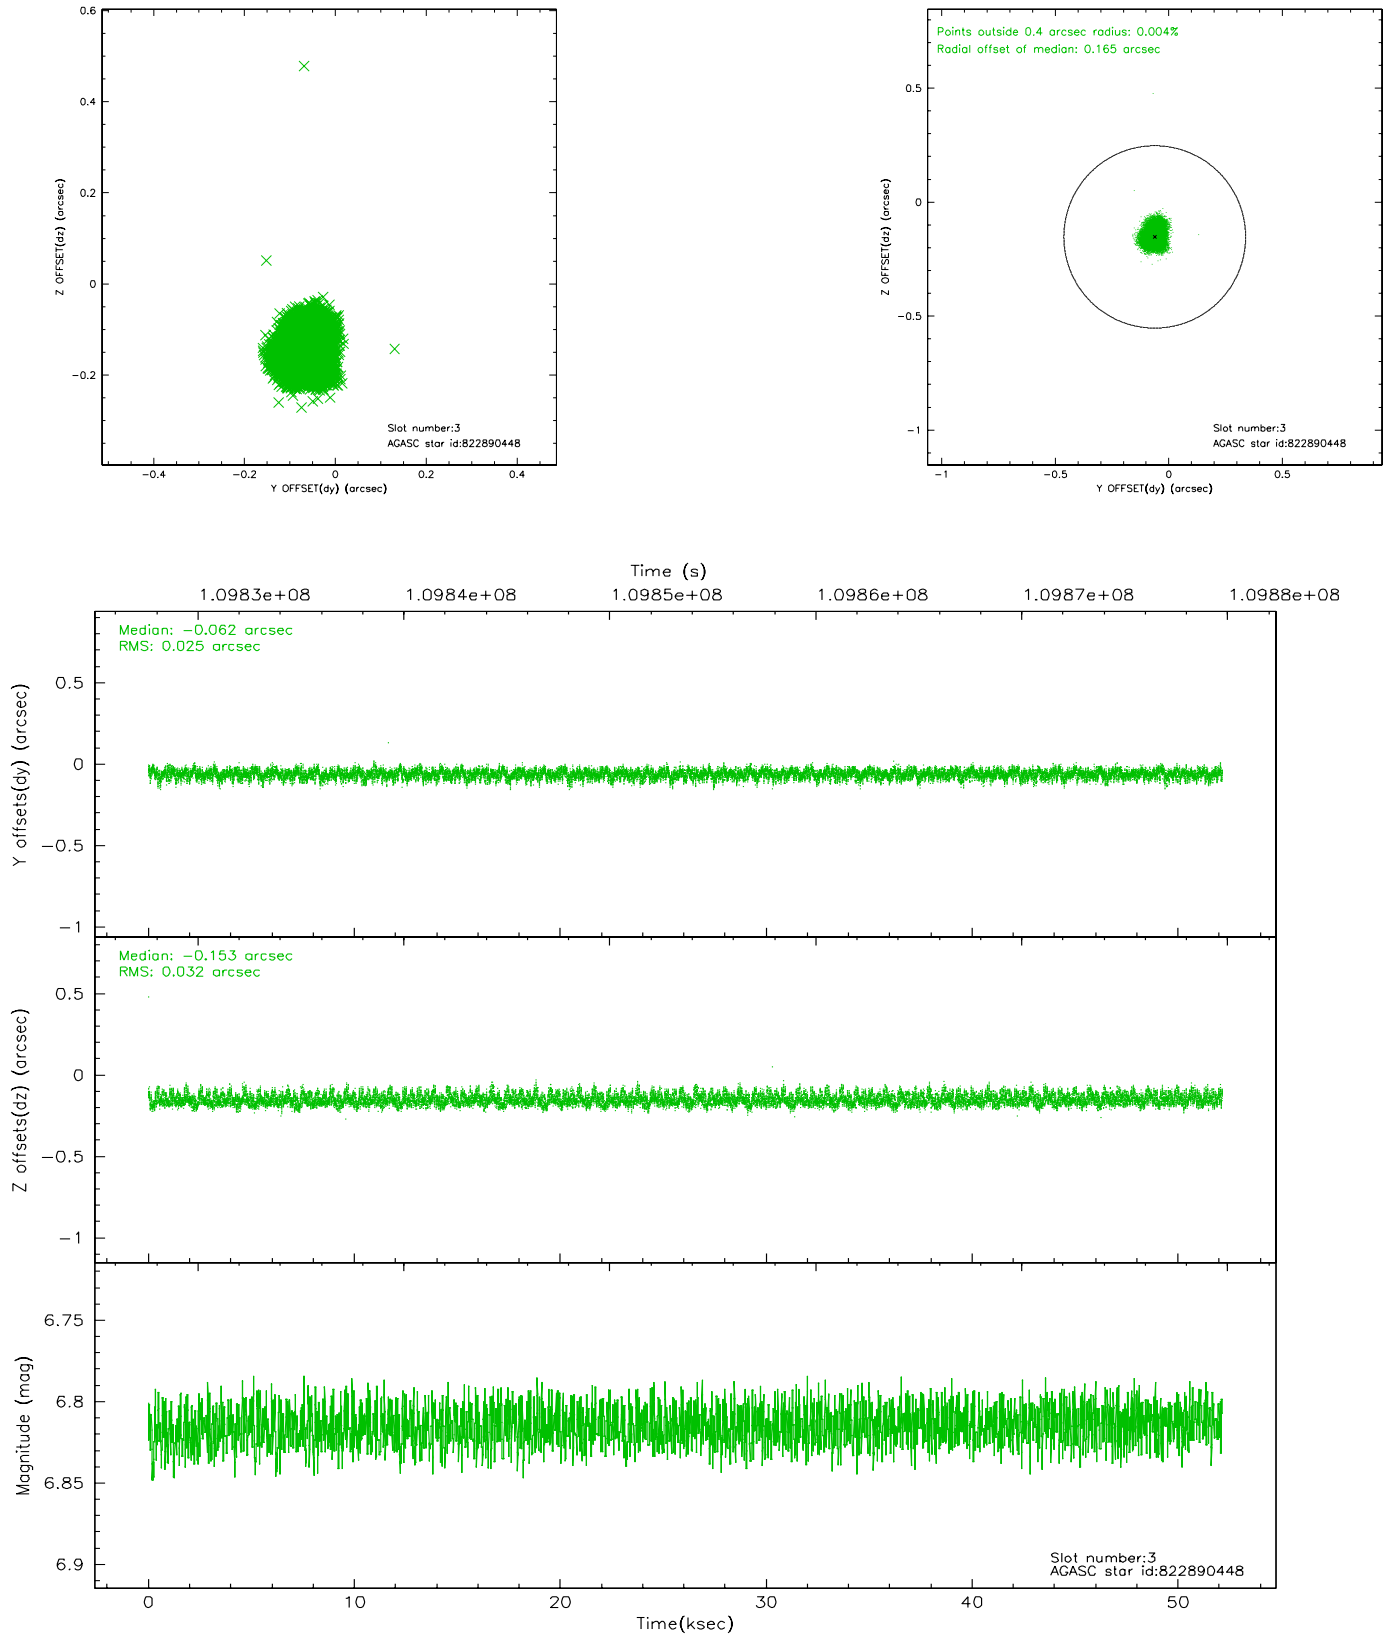 0.6
0.4
0.2
0
−0.2
Z OFFSET(dz) (arcsec)
−0.4 −0.2 0 0.2 0.4
Y OFFSET(dy) (arcsec)
Slot number:3
AGASC star id:822890448
Points outside 0.4 arcsec radius: 0.004%
Radial offset of median: 0.165 arcsec
0.5
0
−0.5
−1
Z OFFSET(dz) (arcsec)
−1 −0.5 0 0.5
Y OFFSET(dy) (arcsec)
Slot number:3
AGASC star id:822890448
Time (s)
1.0983e+08 1.0984e+08 1.0985e+08 1.0986e+08 1.0987e+08 1.0988e+08
Median: −0.062 arcsec
RMS: 0.025 arcsec
0.5
0
−0.5
−1
Y offsets(dy) (arcsec)
Median: −0.153 arcsec
RMS: 0.032 arcsec
0.5
0
−0.5
−1
Z offsets(dz) (arcsec)
6.75
6.8
6.85
6.9
Magnitude (mag)
Slot number:3
AGASC star id:822890448
0 10 20 30 40 50
Time(ksec)